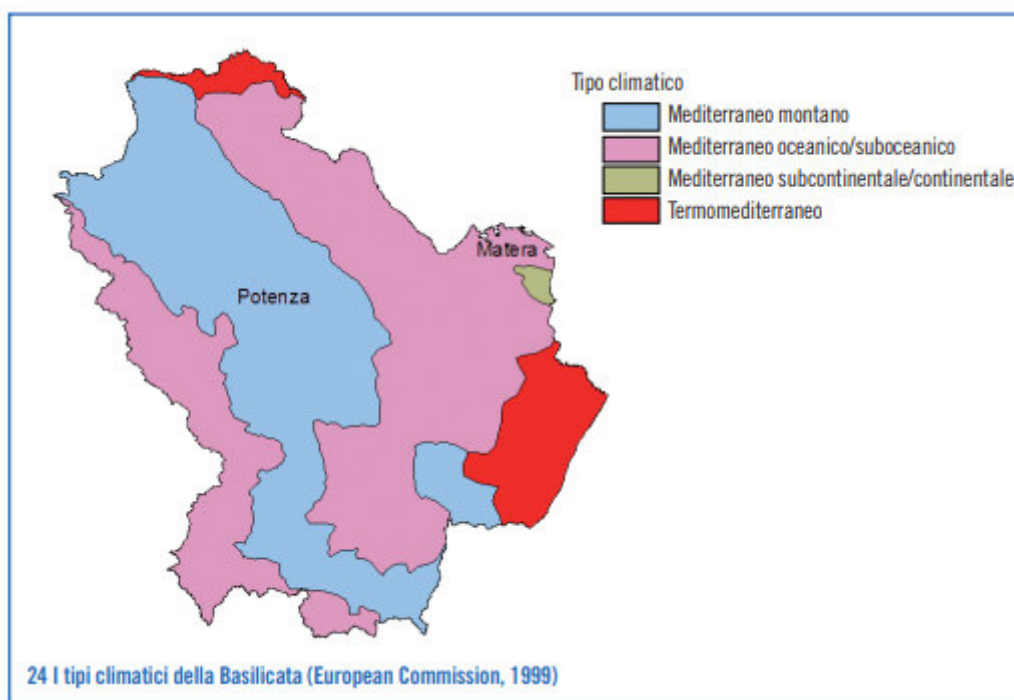 Tipo climatico
Mediterraneo montano
Mediterraneo oceanico/suboceanico
Mediterraneo subcontinentale/continentale
Termomediterraneo
Matera
Potenza
24 I tipi climatici della Basilicata (European Commission, 1999)